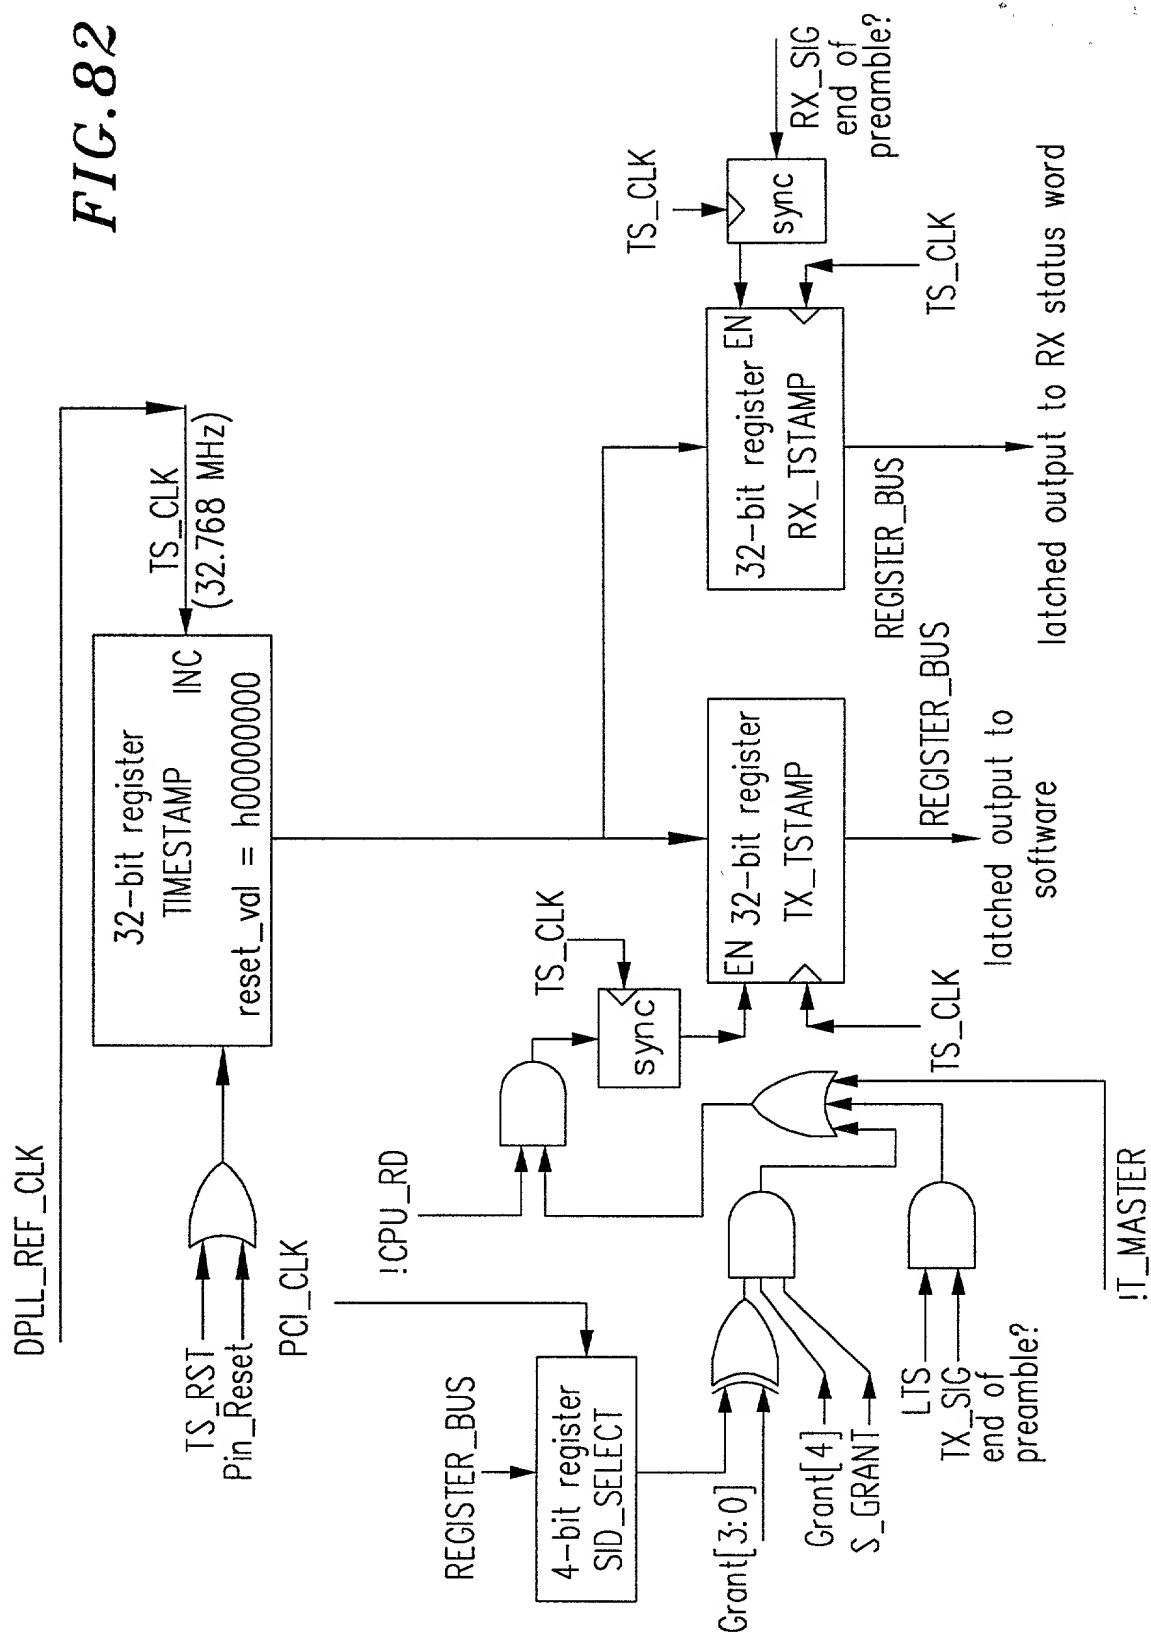 FIG.82
DPLL_REF_CLK
TS_RST
Pin_Reset
32-bit register
TIMESTAMP
INC
reset_val = h00000000
TS_CLK
(32.768 MHz)
PCI_CLK
!CPU_RD
REGISTER_BUS
4-bit register
SID_SELECT
Grant[3:0]
Grant[4]
S_GRANT
LTS
TX_SIG
end of
preamble?
!T_MASTER
TS_CLK
sync
TS_CLK
EN
32-bit register
TX_TSTAMP
REGISTER_BUS
latched output to
software
32-bit register
EN
RX_TSTAMP
REGISTER_BUS
latched output to RX status word
TS_CLK
sync
TS_CLK
RX_SIG
end of
preamble?